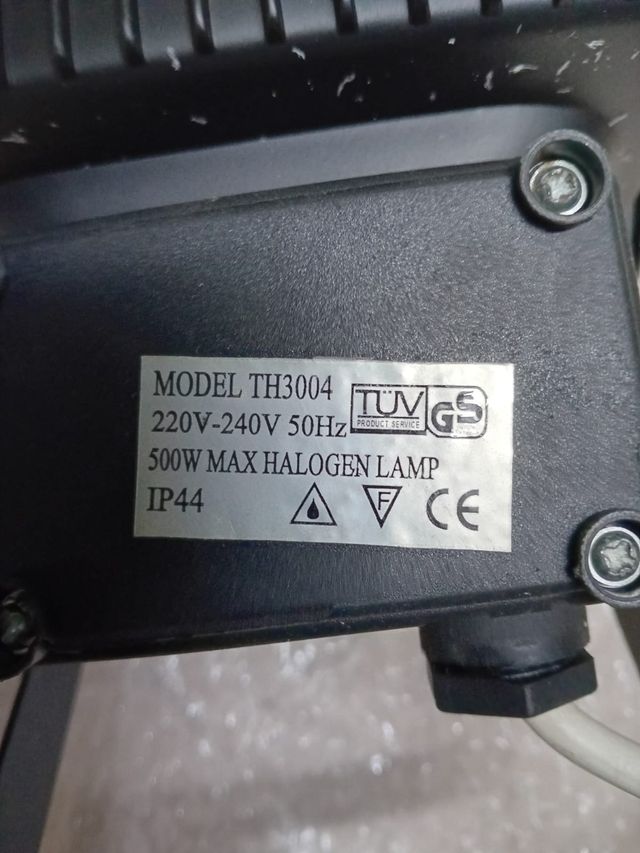 MODEL TH3004
TÜV
PRODUCT SERVICE
GS
220V-240V 50Hz
500W MAX HALOGEN LAMP
IP44
F
CE